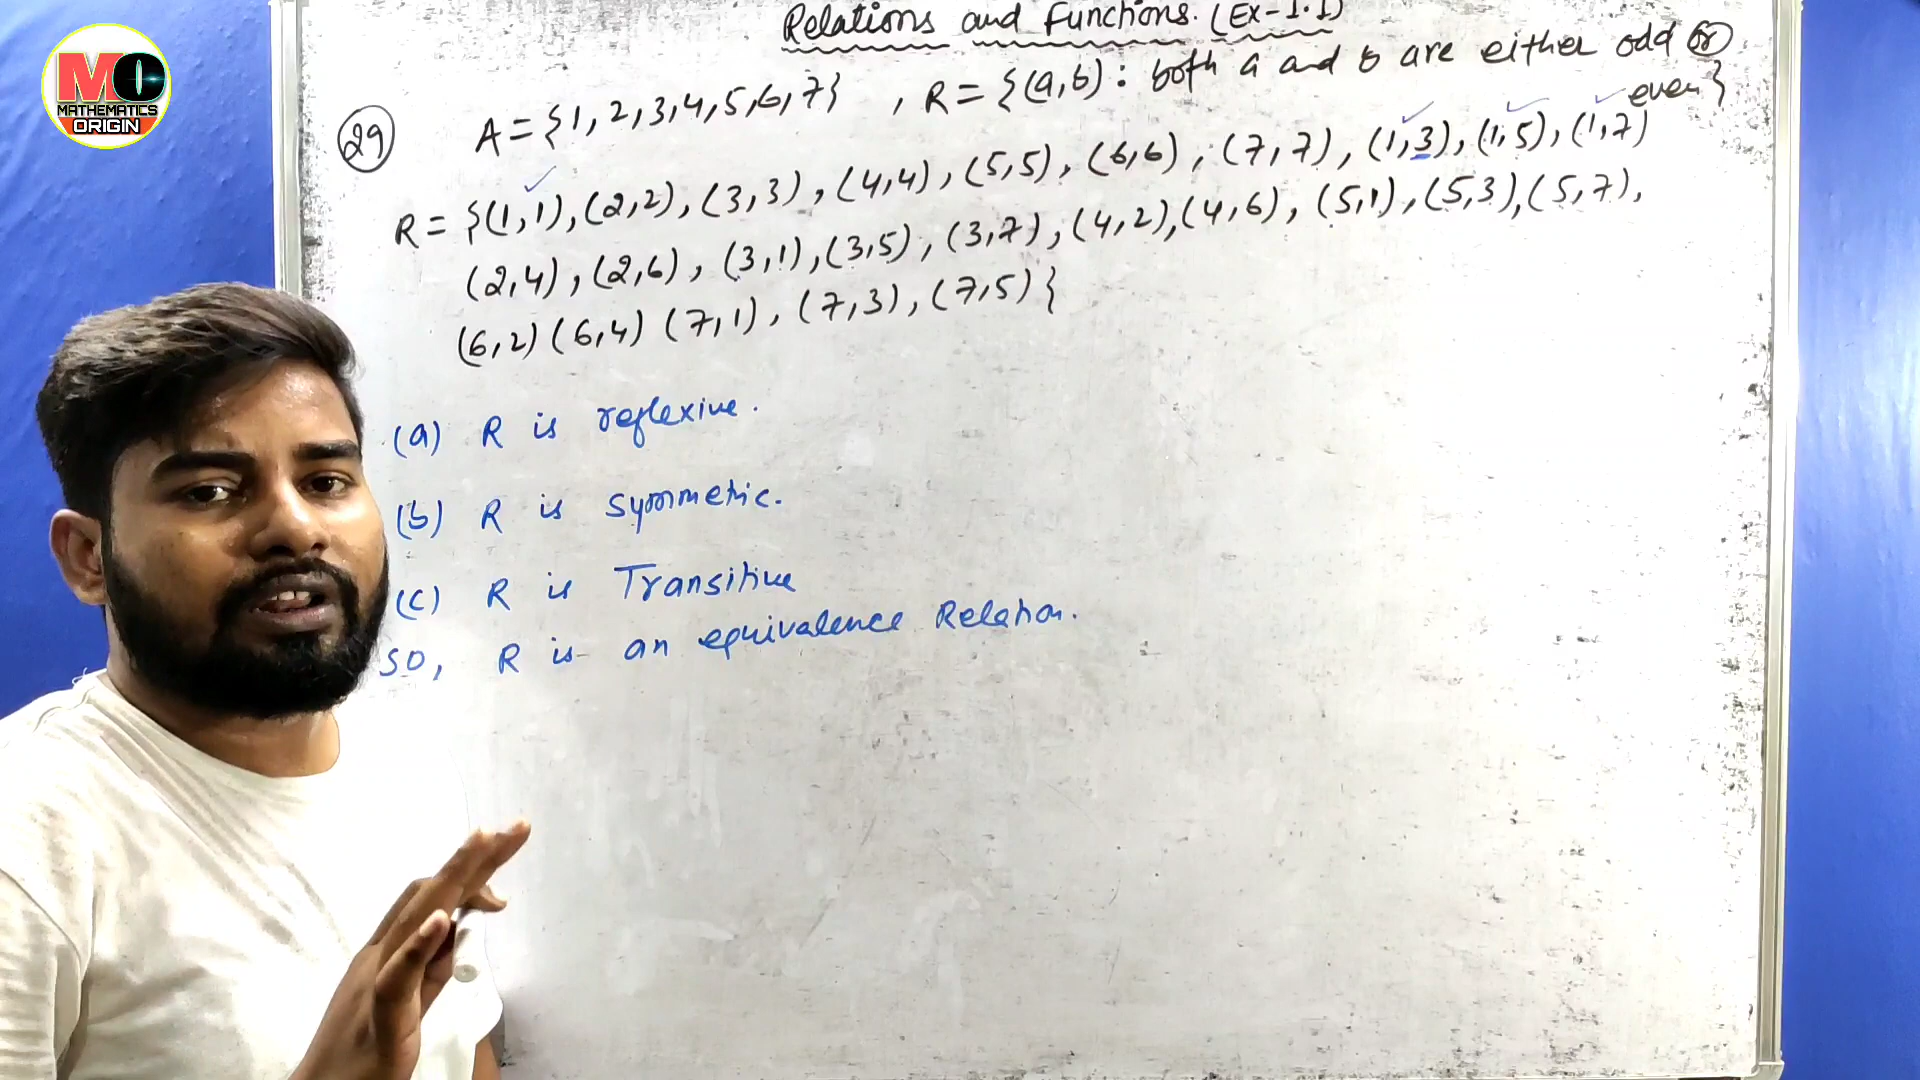 MO
MATHEMATICS
ORIGIN
Relations and Functions. (Ex-1.1)
(29) A = {1, 2, 3, 4, 5, 6, 7} , R = {(a, b) : both a and b are either odd or
even}
R = {(1, 1), (2, 2), (3, 3), (4, 4), (5, 5), (6, 6), (7, 7), (1, 3), (1, 5), (1, 7)
(2, 4), (2, 6), (3, 1), (3, 5), (3, 7), (4, 2), (4, 6), (5, 1), (5, 3), (5, 7),
(6, 2) (6, 4) (7, 1), (7, 3), (7, 5)}
(a) R is reflexive.
(b) R is symmetric.
(c) R is Transitive
SO, R is an equivalence Relation.